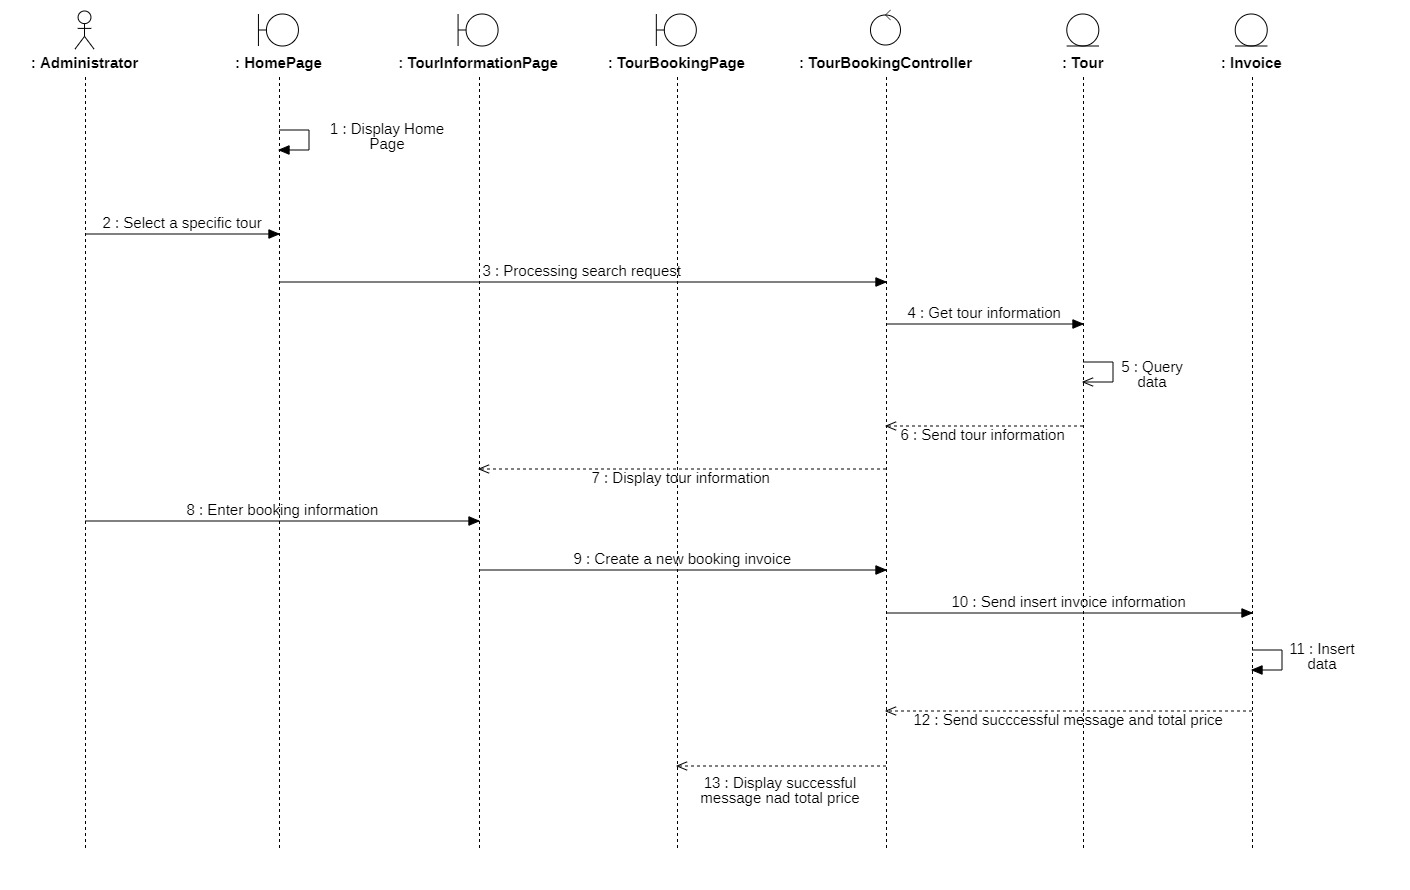 : Administrator
: HomePage
: TourInformationPage
: TourBookingPage
: TourBookingController
: Tour
: Invoice
1 : Display Home
Page
2 : Select a specific tour
3 : Processing search request
4 : Get tour information
5 : Query
data
6 : Send tour information
7 : Display tour information
8 : Enter booking information
9 : Create a new booking invoice
10 : Send insert invoice information
11 : Insert
data
12 : Send succcessful message and total price
13 : Display successful
message nad total price